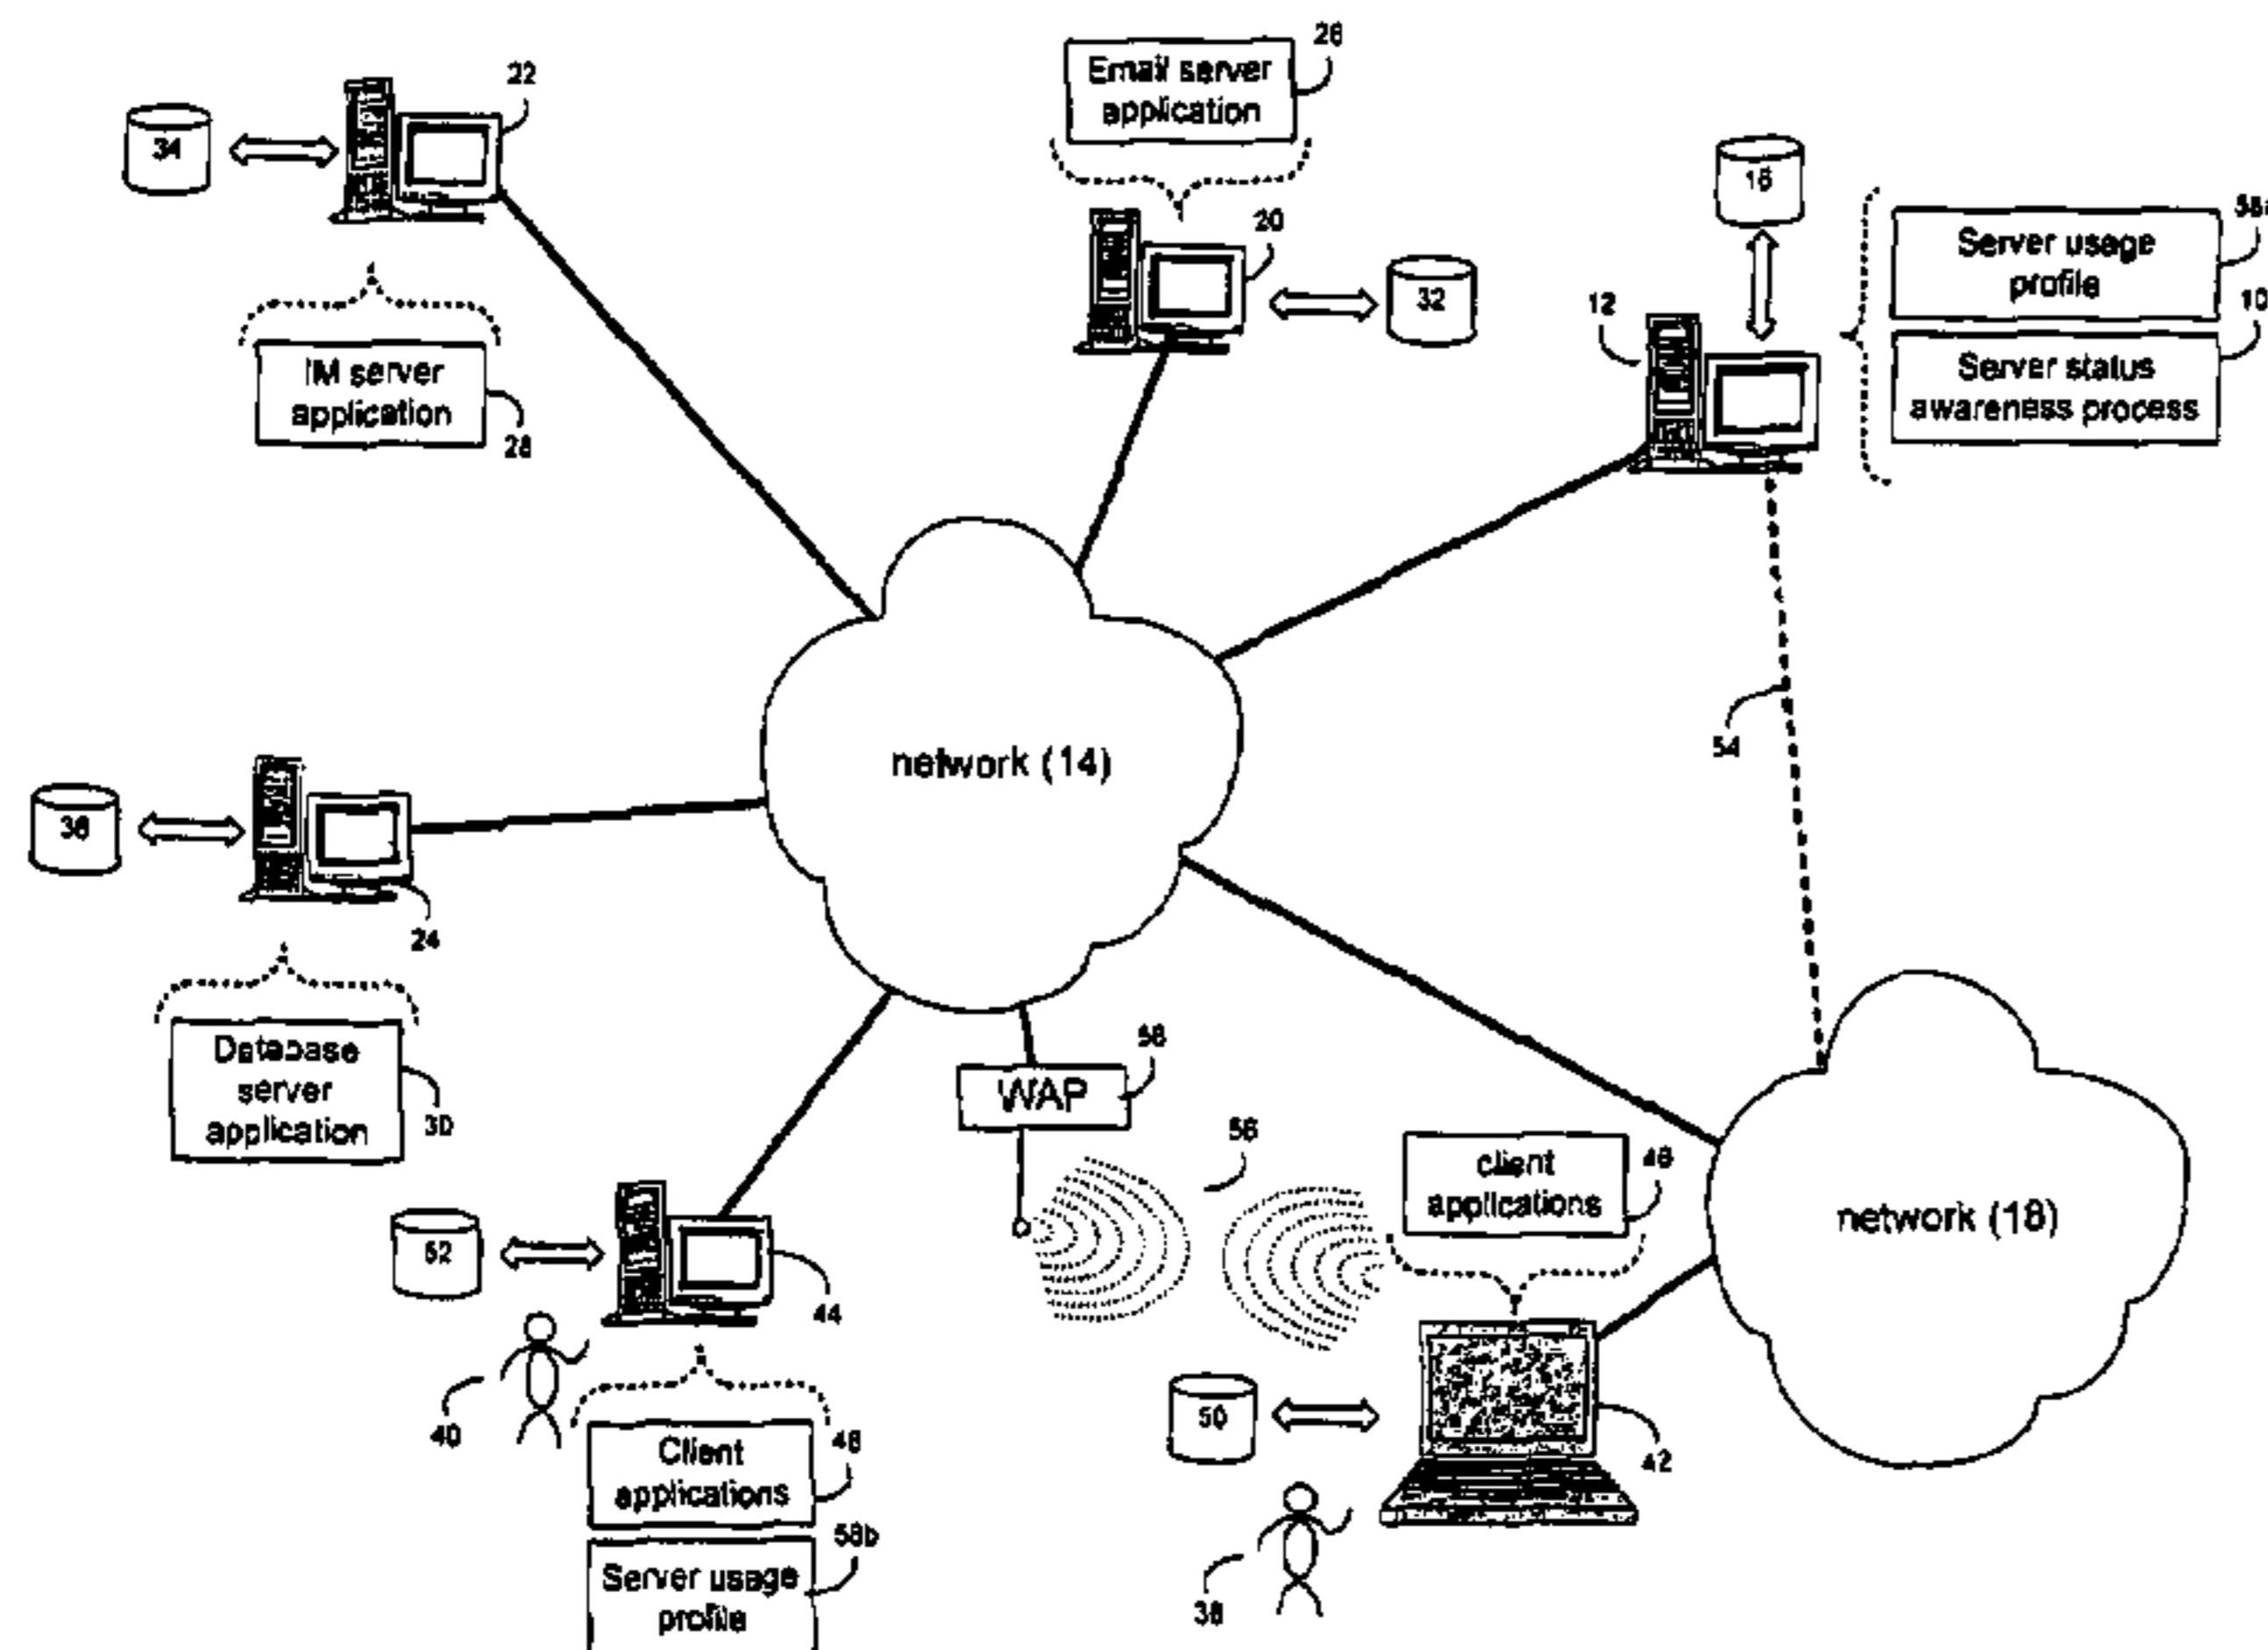 22
34
IM server
application
28
26
Email server
application
20
32
16
12
Server usage
profile
Server status
awareness process
10
network (14)
54
36
24
Database
server
application
30
WAP
58
56
client
applications
46
network (18)
52
44
40
Client
applications
48
58b
Server usage
profile
50
42
38